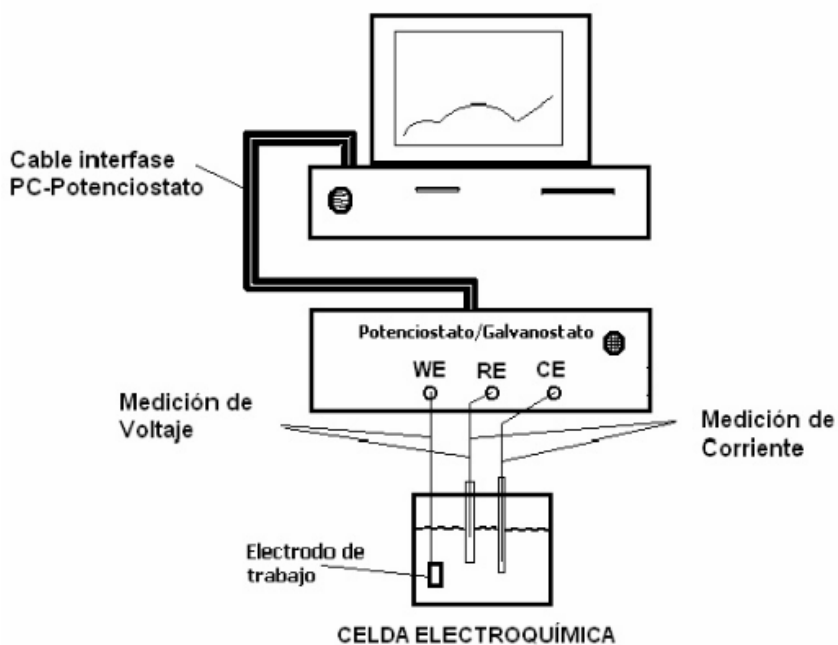 Cable interfase
PC-Potenciostato
Potenciostato/Galvanostato
WE RE CE
Medición de
Voltaje
Medición de
Corriente
Electrodo de
trabajo
CELDA ELECTROQUÍMICA